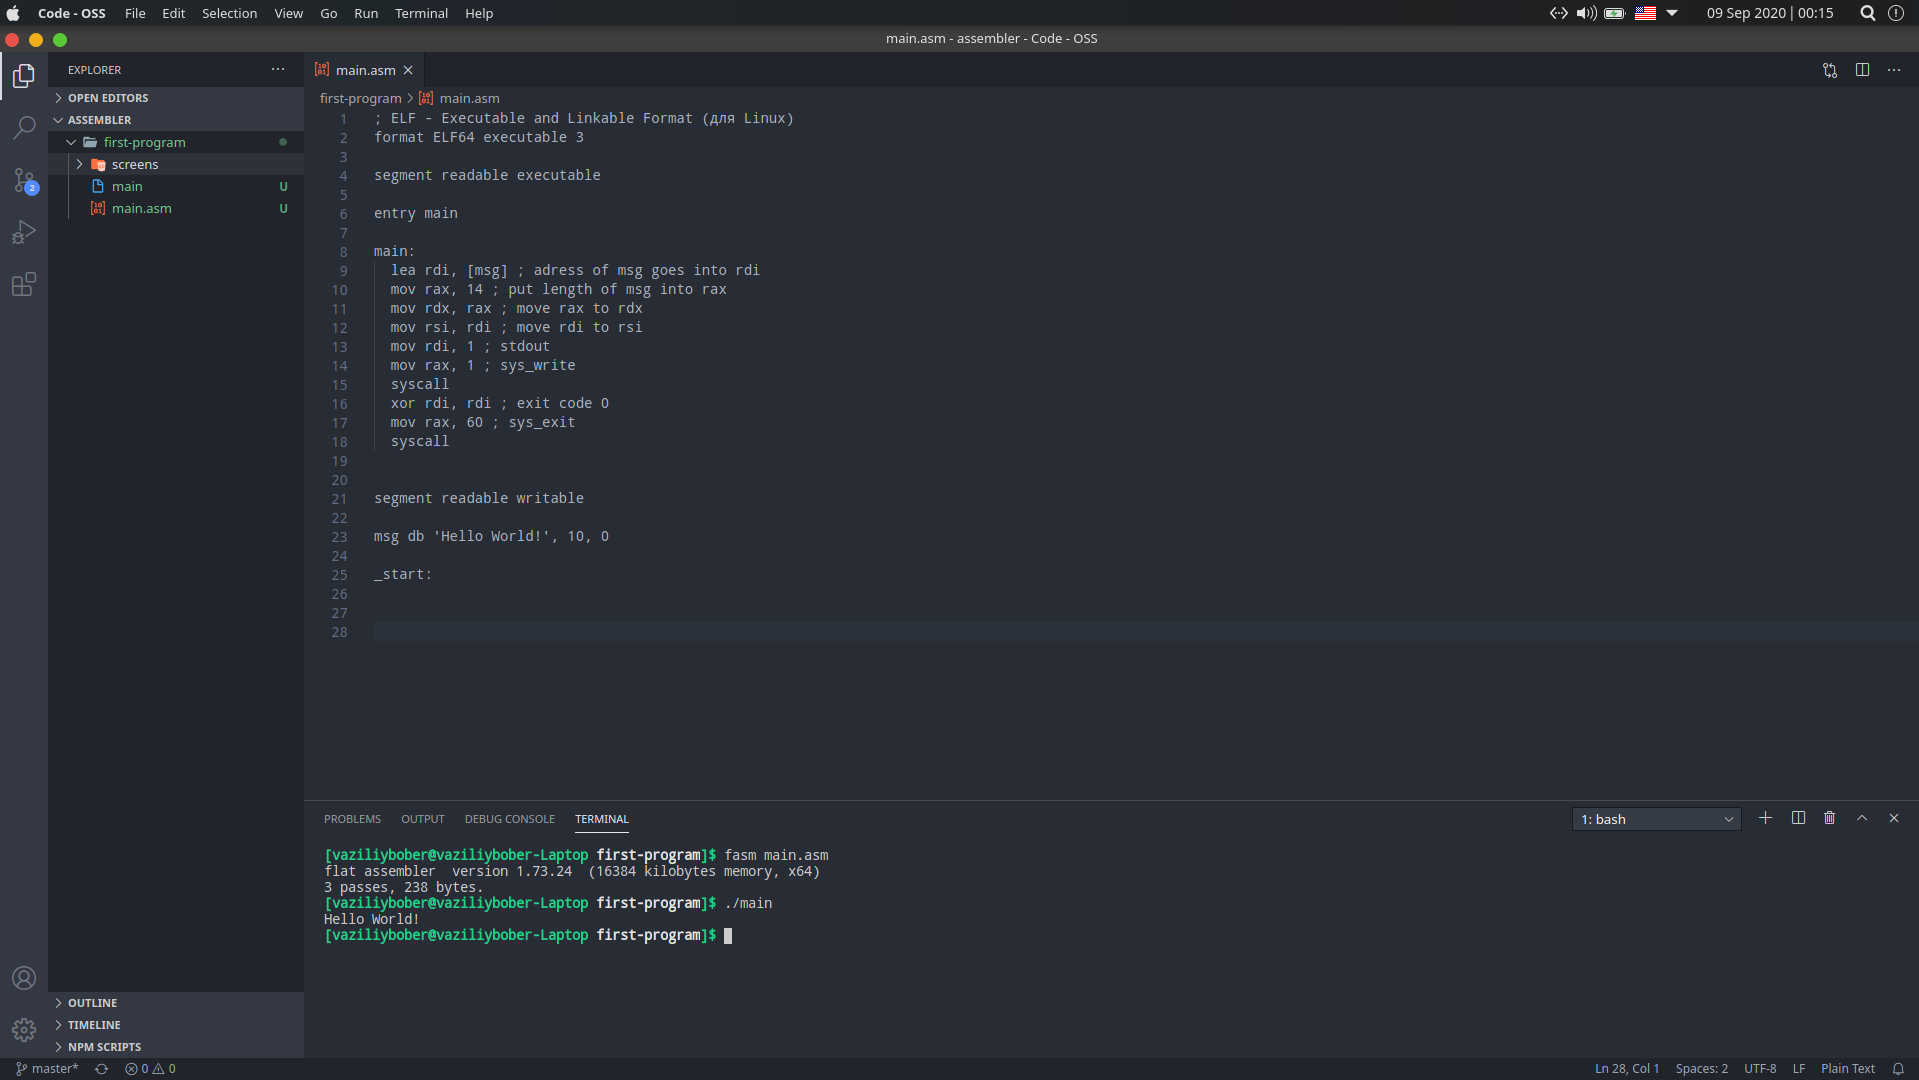 Code - OSS File Edit Selection View Go Run Terminal Help 09 Sep 2020 | 00:15
main.asm - assembler - Code - OSS
EXPLORER
OPEN EDITORS
ASSEMBLER
first-program
screens
main U
main.asm U
OUTLINE
TIMELINE
NPM SCRIPTS
2
main.asm
first-program > main.asm
1 ; ELF - Executable and Linkable Format (для Linux)
2 format ELF64 executable 3
3
4 segment readable executable
5
6 entry main
7
8 main:
9 lea rdi, [msg] ; adress of msg goes into rdi
10 mov rax, 14 ; put length of msg into rax
11 mov rdx, rax ; move rax to rdx
12 mov rsi, rdi ; move rdi to rsi
13 mov rdi, 1 ; stdout
14 mov rax, 1 ; sys_write
15 syscall
16 xor rdi, rdi ; exit code 0
17 mov rax, 60 ; sys_exit
18 syscall
19
20
21 segment readable writable
22
23 msg db 'Hello World!', 10, 0
24
25 _start:
26
27
28
PROBLEMS OUTPUT DEBUG CONSOLE TERMINAL 1: bash
[vaziliybober@vaziliybober-Laptop first-program]$ fasm main.asm
flat assembler  version 1.73.24  (16384 kilobytes memory, x64)
3 passes, 238 bytes.
[vaziliybober@vaziliybober-Laptop first-program]$ ./main
Hello World!
[vaziliybober@vaziliybober-Laptop first-program]$
master* 0 0 Ln 28, Col 1 Spaces: 2 UTF-8 LF Plain Text